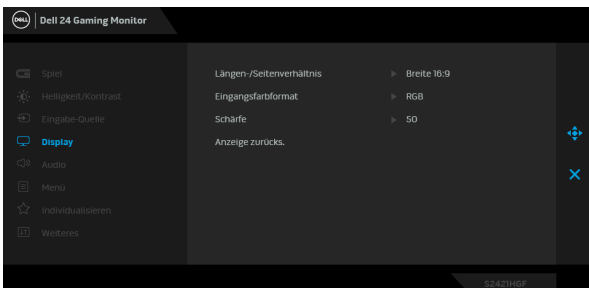 DELL Dell 24 Gaming Monitor
Spiel
Helligkeit/Kontrast
Eingabe-Quelle
Display
Audio
Menü
Individualisieren
Weiteres
Längen-/Seitenverhältnis Breite 16:9
Eingangsfarbformat RGB
Schärfe 50
Anzeige zurücks.
S2421HGF